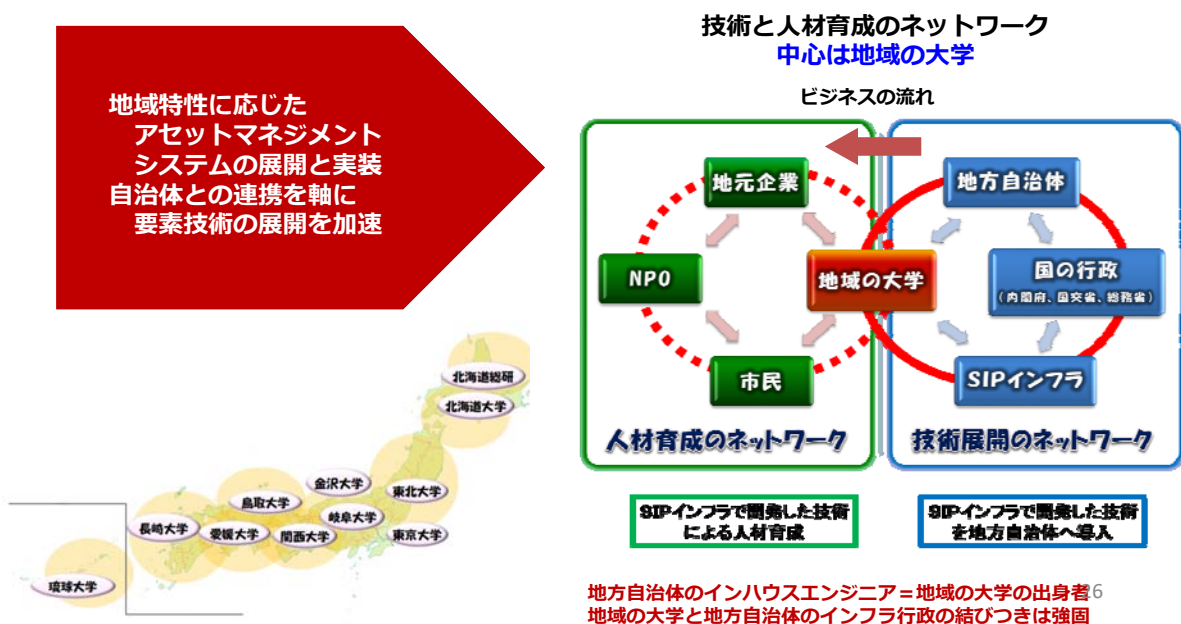 地域特性に応じた
アセットマネジメント
システムの展開と実装
自治体との連携を軸に
要素技術の展開を加速
技術と人材育成のネットワーク
中心は地域の大学
ビジネスの流れ
地元企業
NPO
地域の大学
市民
人材育成のネットワーク
地方自治体
国の行政
(内閣府、国交省、総務省)
SIPインフラ
技術展開のネットワーク
SIPインフラで開発した技術
による人材育成
SIPインフラで開発した技術
を地方自治体へ導入
地方自治体のインハウスエンジニア=地域の大学の出身者
地域の大学と地方自治体のインフラ行政の結びつきは強固
26
北海道総研
北海道大学
金沢大学
東北大学
鳥取大学
岐阜大学
長崎大学
愛媛大学
関西大学
東京大学
琉球大学